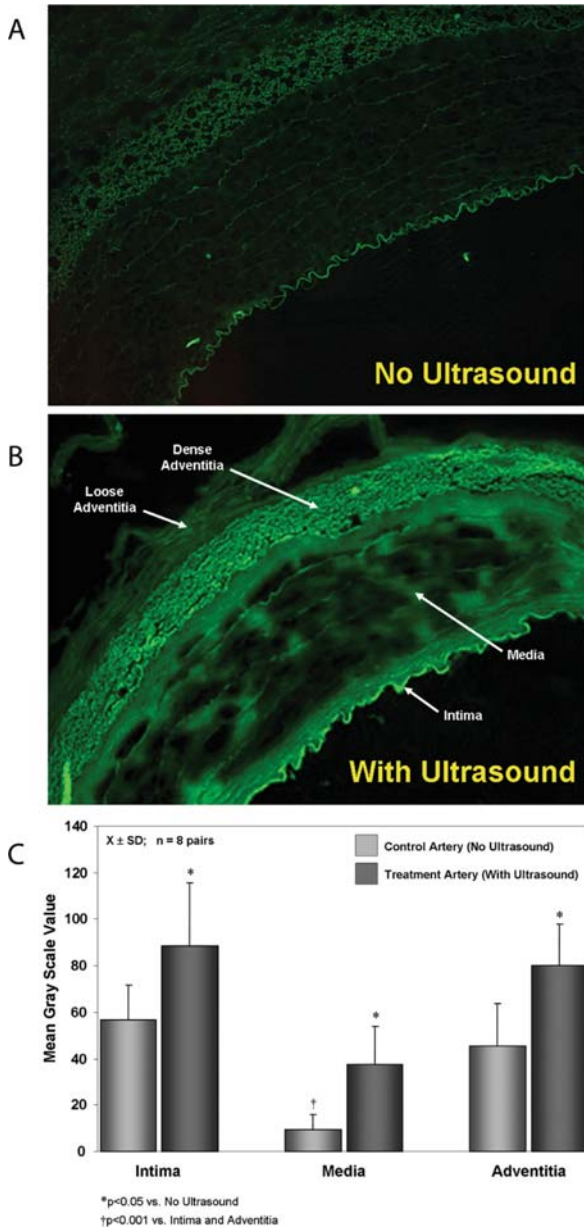 A
No Ultrasound
B
Dense
Adventitia
Loose
Adventitia
Media
Intima
With Ultrasound
C
X ± SD; n = 8 pairs
Control Artery (No Ultrasound)
Treatment Artery (With Ultrasound)
Mean Gray Scale Value
140
120
100
80
60
40
20
0
*
†
*
*
Intima
Media
Adventitia
*p<0.05 vs. No Ultrasound
†p<0.001 vs. Intima and Adventitia